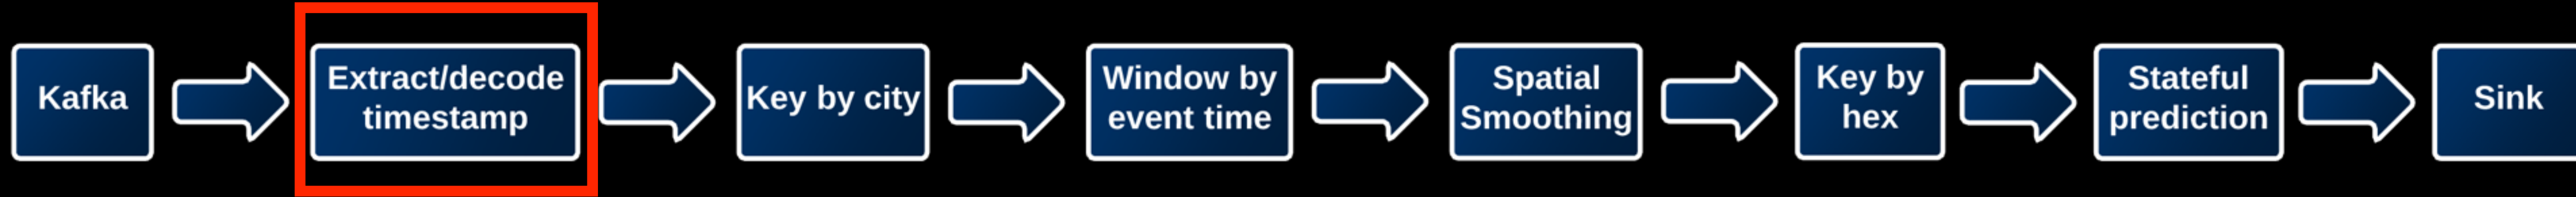 Kafka
Extract/decode
timestamp
Key by city
Window by
event time
Spatial
Smoothing
Key by
hex
Stateful
prediction
Sink